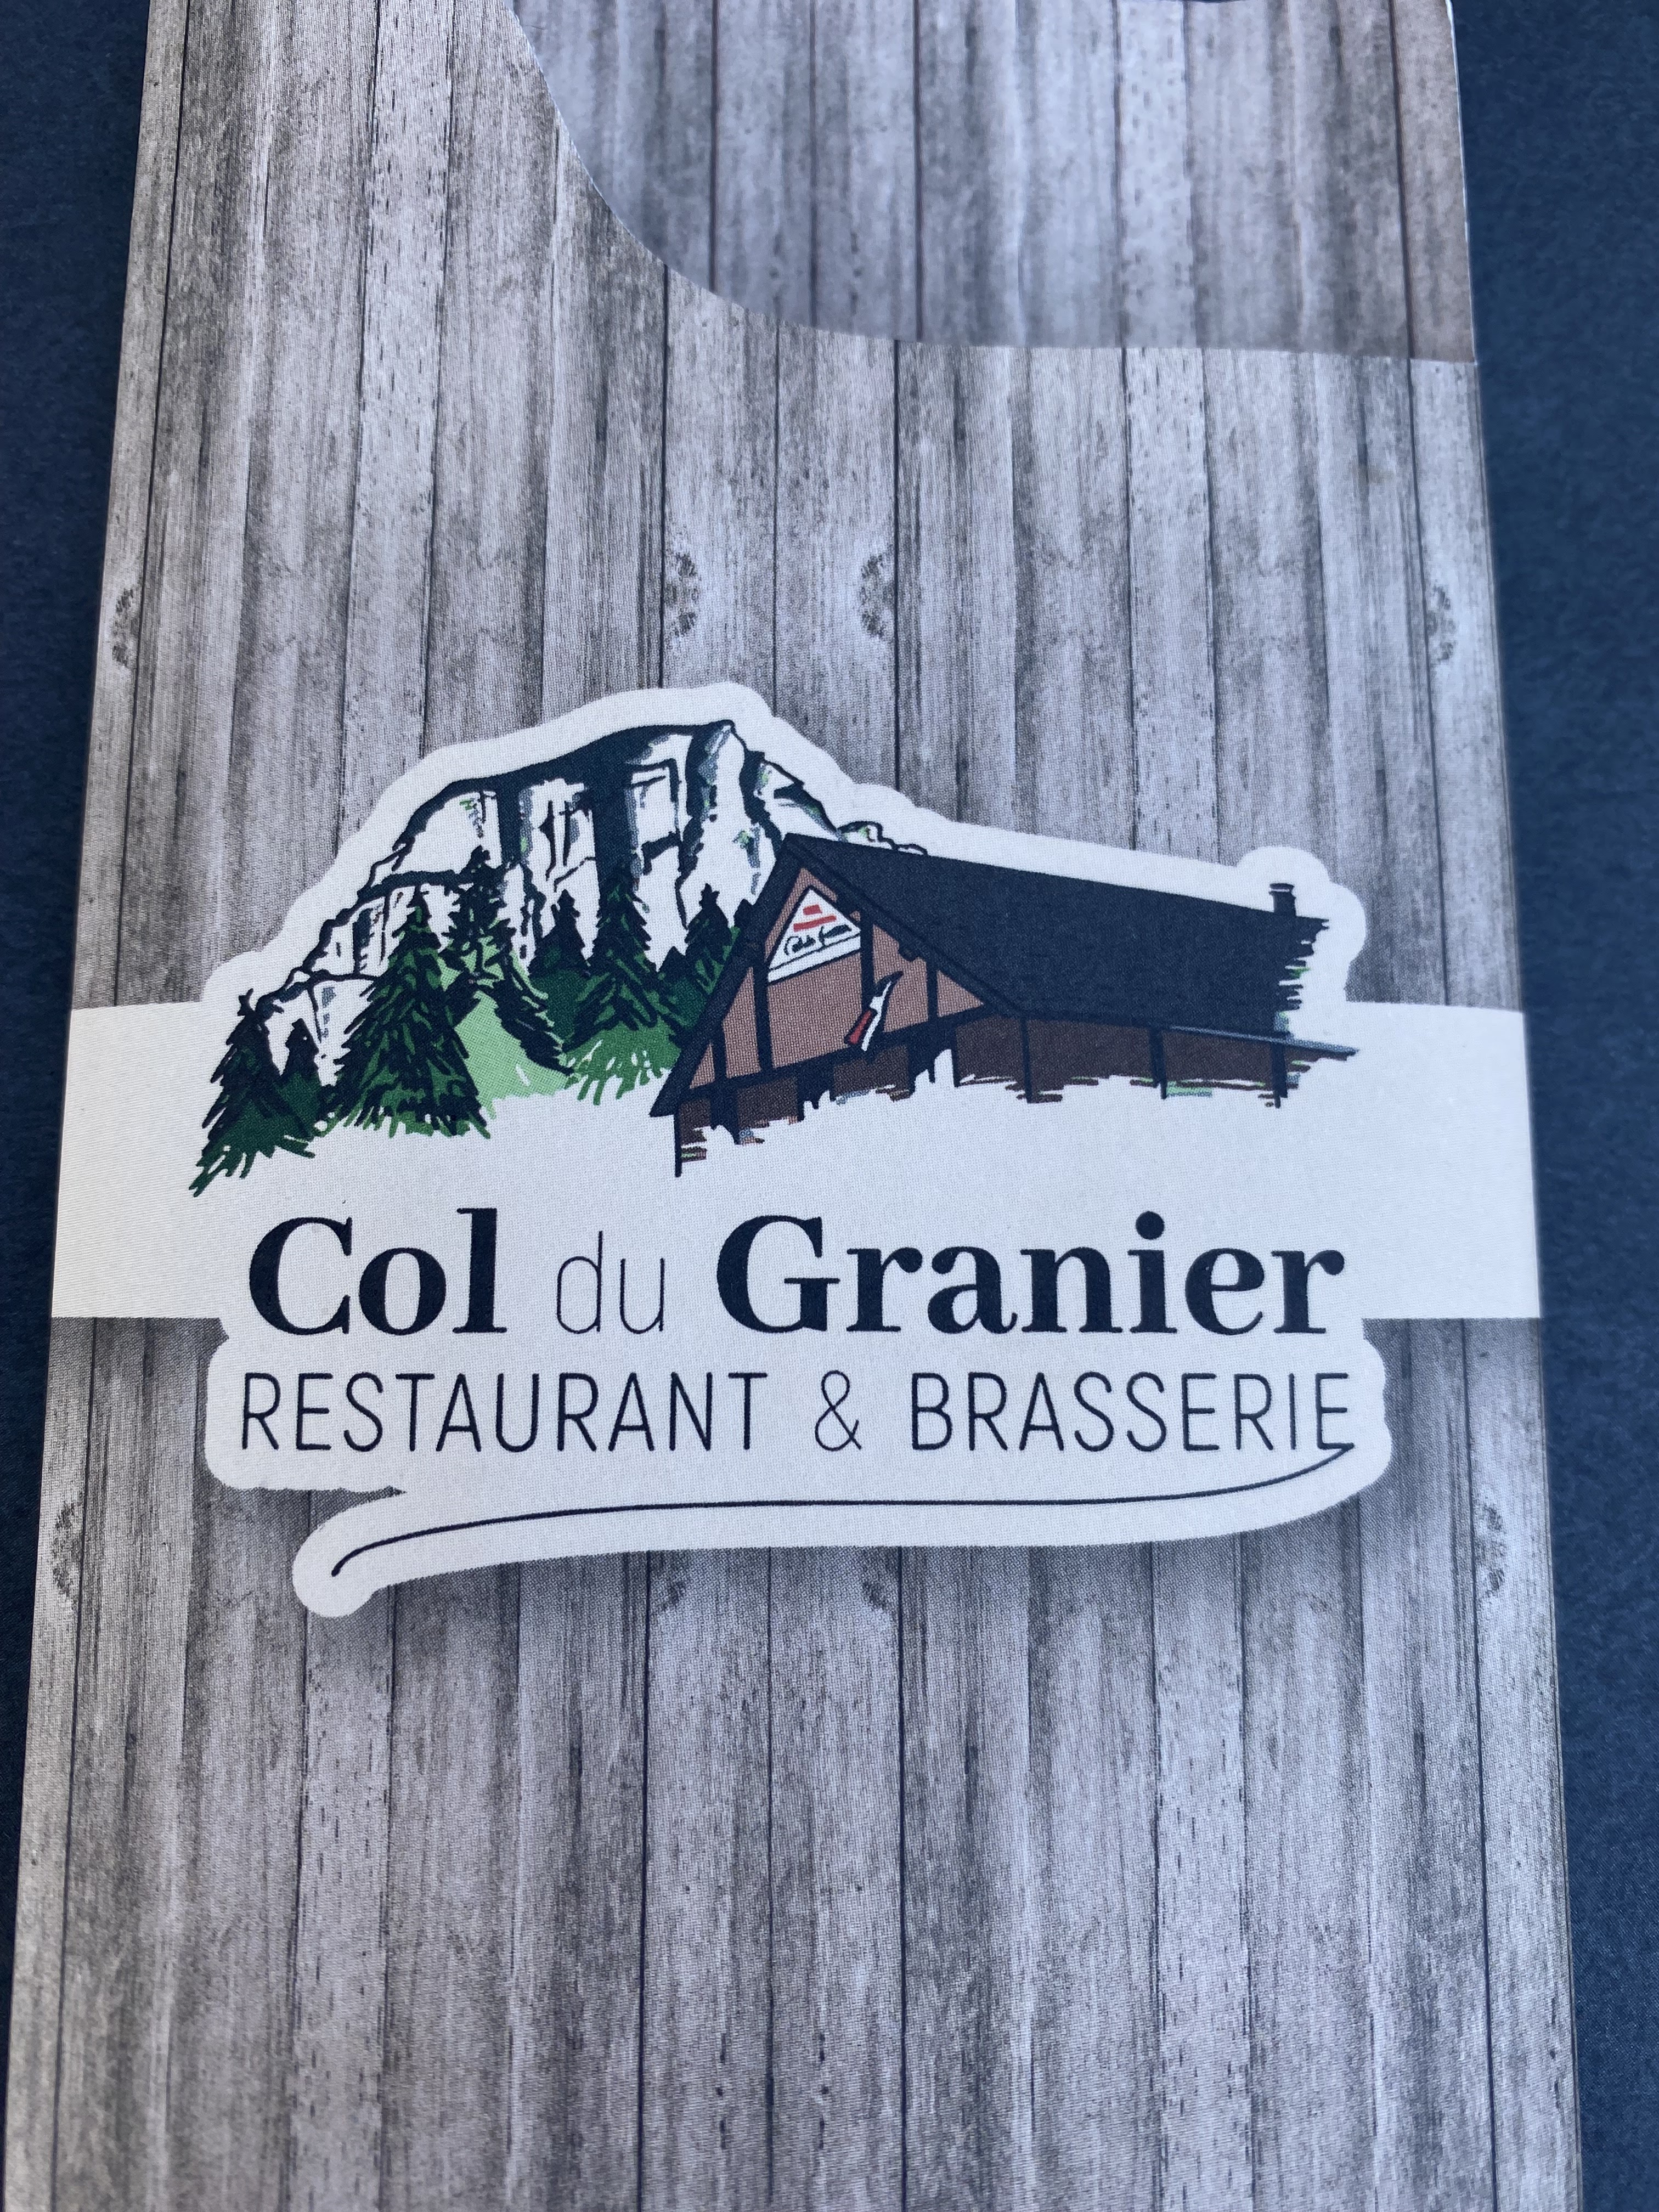 Col du Granier
RESTAURANT & BRASSERIE